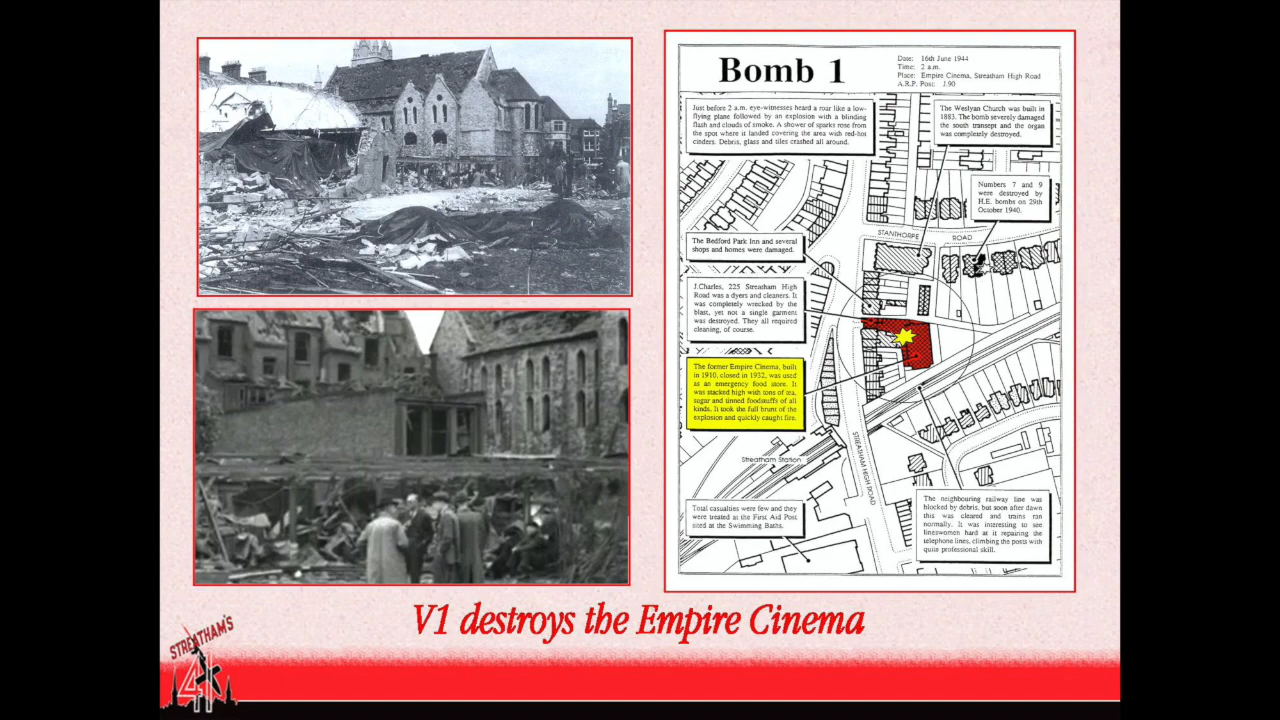 Bomb 1
Date: 16th June 1944
Time: 2 a.m.
Place: Empire Cinema, Streatham High Road
A.R.P. Post: J.90
Just before 2 a.m. eye-witnesses heard a roar like a low-
flying plane followed by an explosion with a blinding
flash and clouds of smoke. A shower of sparks rose from
the spot where it landed covering the area with red-hot
cinders. Debris, glass and tiles crashed all around.
The Weslyan Church was built in
1883. The bomb severely damaged
the south transept and the organ
was completely destroyed.
Numbers 7 and 9
were destroyed by
H.E. bombs on 29th
October 1940.
STANTHORPE ROAD
The Bedford Park Inn and several
shops and homes were damaged.
J.Charles, 225 Streatham High
Road was a dyers and cleaners. It
was completely wrecked by the
blast, yet not a single garment
was destroyed. They all required
cleaning, of course.
The former Empire Cinema, built
in 1910, closed in 1932, was used
as an emergency food store. It
was stacked high with tons of tea,
sugar and tinned foodstuffs of all
kinds. It took the full brunt of the
explosion and quickly caught fire.
Streatham Station
STREATHAM HIGH ROAD
Total casualties were few and they
were treated at the First Aid Post
sited at the Swimming Baths.
The neighbouring railway line was
blocked by debris, but soon after dawn
this was cleared and trains ran
normally. It was interesting to see
lineswomen hard at it repairing the
telephone lines, climbing the posts with
quite professional skill.
V1 destroys the Empire Cinema
STREATHAM'S
41